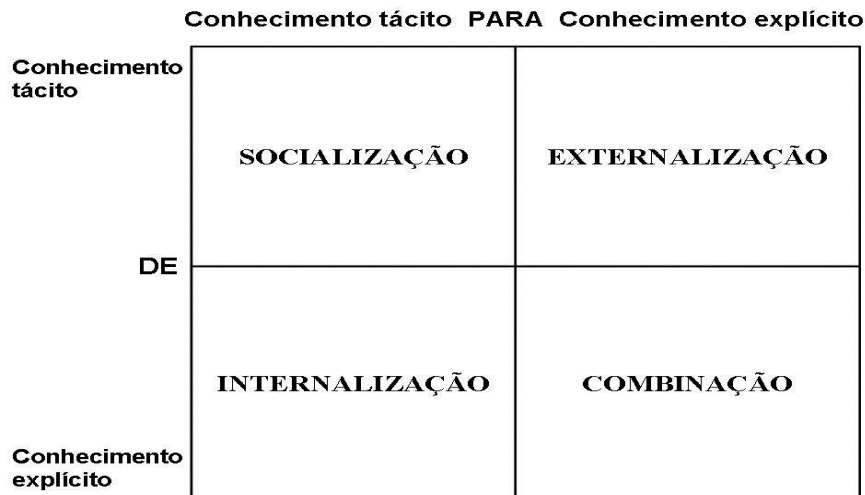 Conhecimento tácito PARA Conhecimento explícito
Conhecimento
tácito
SOCIALIZAÇÃO EXTERNALIZAÇÃO
DE
INTERNALIZAÇÃO COMBINAÇÃO
Conhecimento
explícito